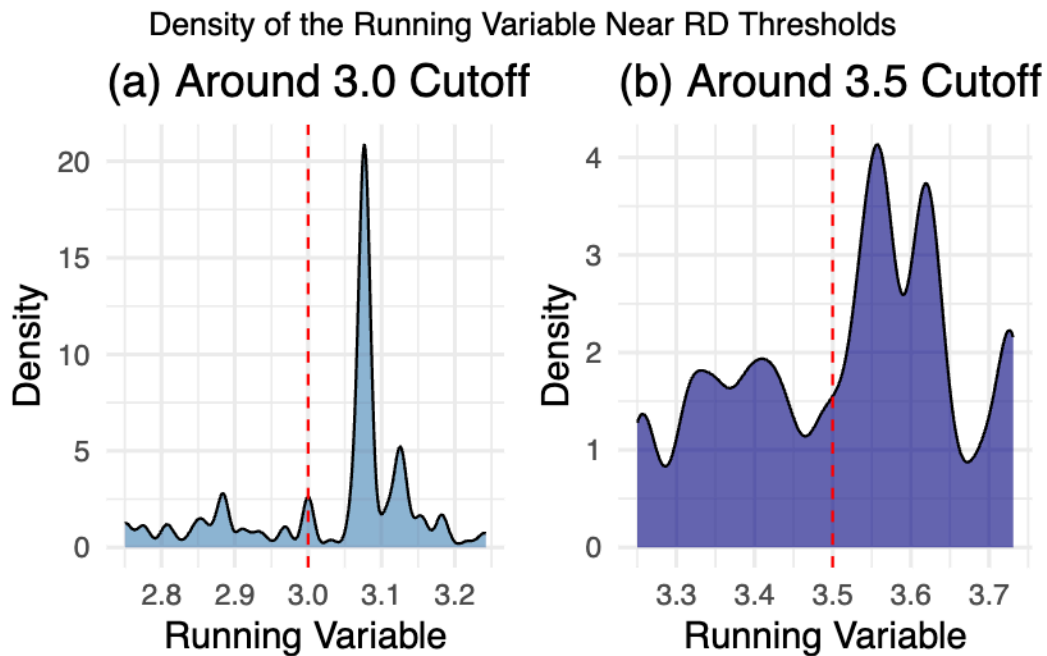 Density of the Running Variable Near RD Thresholds
(a) Around 3.0 Cutoff
(b) Around 3.5 Cutoff
Density
20
15
10
5
0
2.8 2.9 3.0 3.1 3.2
Running Variable
Density
4
3
2
1
0
3.3 3.4 3.5 3.6 3.7
Running Variable